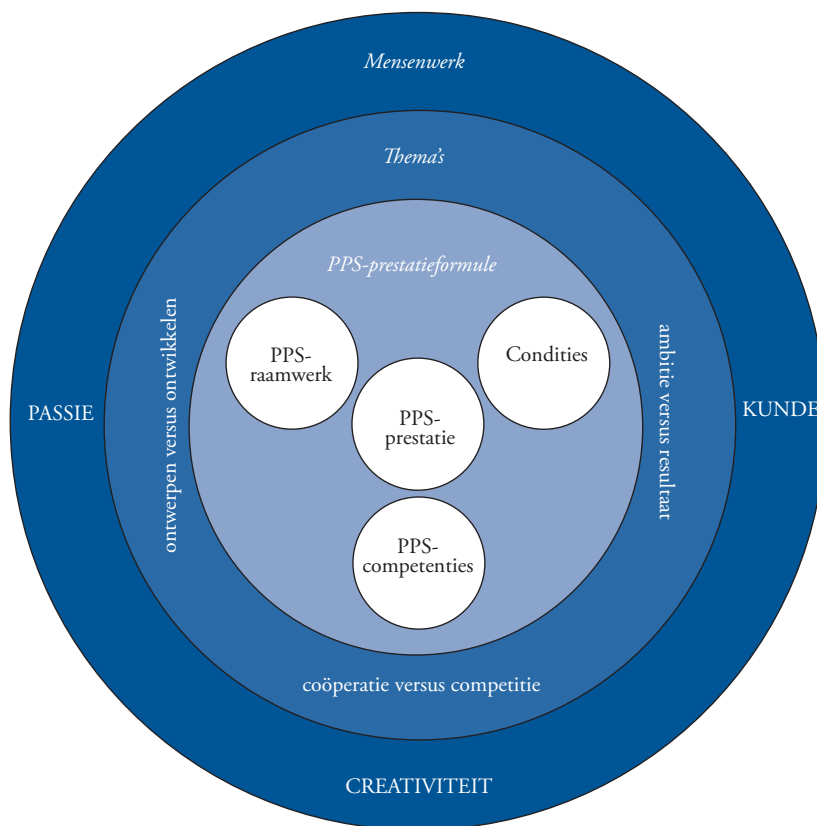 Mensenwerk
Thema's
PPS-prestatieformule
PPS-
raamwerk
Condities
PPS-
prestatie
PPS-
competenties
ontwerpen versus ontwikkelen
ambitie versus resultaat
coöperatie versus competitie
PASSIE
KUNDE
CREATIVITEIT